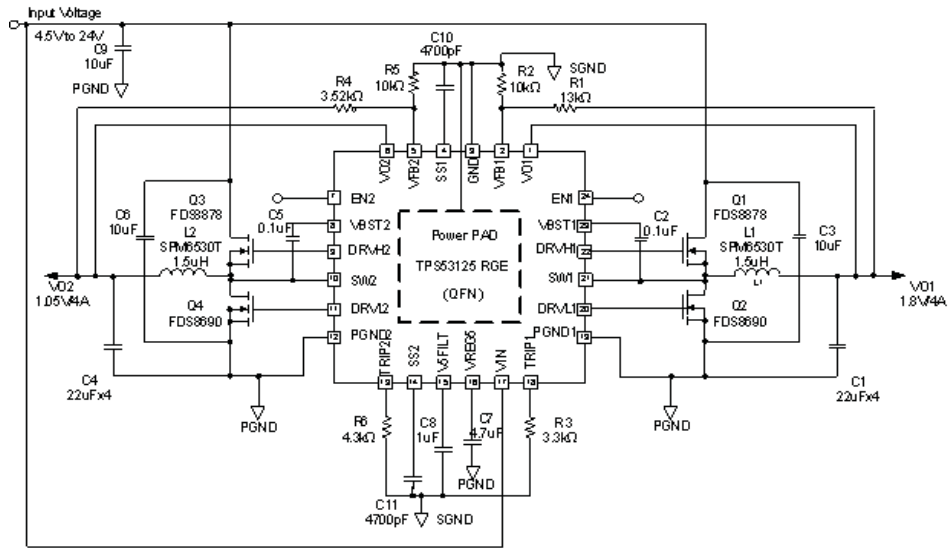 Input Voltage
4.5V to 24V
C9
10uF
PGND
C10
4700pF
R5
10kΩ
R4
3.52kΩ
R2
10kΩ
SGND
R1
13kΩ
6
5
4
3
2
1
VO2
VFB2
SS1
GND
VFB1
VO1
7
EN2
EN1
24
Q3
FDS8878
C6
10uF
L2
SPM6530T
1.5uH
C5
0.1uF
8
VBST2
9
DRVH2
10
SW2
11
DRVL2
12
PGND2
Power PAD
TPS53125 RGE
(QFN)
VBST1
23
DRVH1
22
SW1
21
DRVL1
20
PGND1
19
C2
0.1uF
Q1
FDS8878
L1
SPM6530T
1.5uH
L1
C3
10uF
VO2
1.05V/4A
Q4
FDS8690
Q2
FDS8690
VO1
1.8V/4A
TRIP2
SS2
V5FILT
VREG5
VIN
TRIP1
13
14
15
16
17
18
C4
22uFx4
PGND
PGND
C1
22uFx4
R6
4.3kΩ
C8
1uF
C7
4.7uF
R3
3.3kΩ
PGND
C11
4700pF
SGND